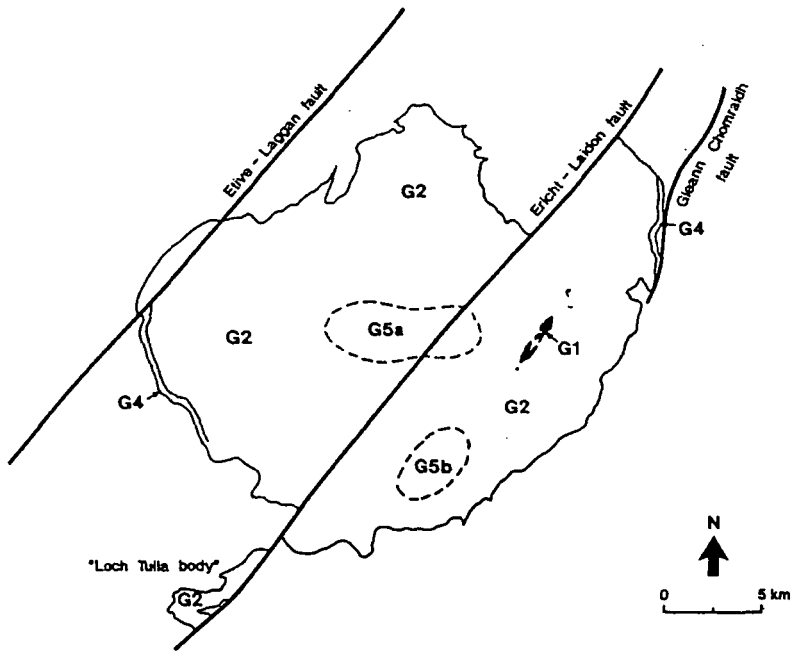 Etive - Laggan fault
Ericht - Laidon fault
Gleann Chomraidh
fault
G2
G4
G5a
G2
G1
G2
G4
G5b
"Loch Tulla body"
G2
N
0 5 km